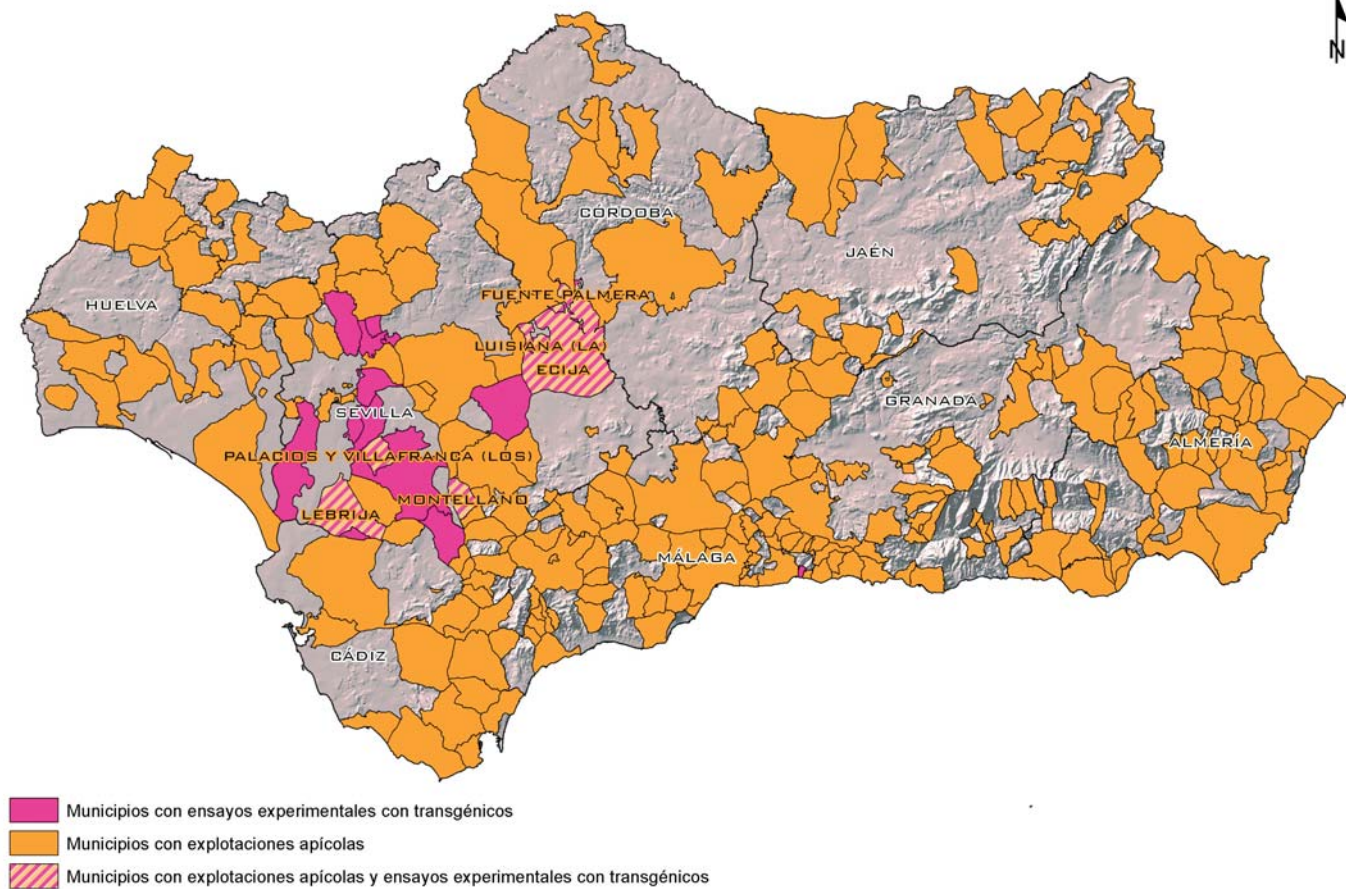 N
CÓRDOBA
JAÉN
HUELVA
FUENTE PALMERA
LUISIANA (LA)
ECIJA
GRANADA
SEVILLA
ALMERÍA
PALACIOS Y VILLAFRANCA (LOS)
MONTELLANO
LEBRIJA
MÁLAGA
CÁDIZ
Municipios con ensayos experimentales con transgénicos
Municipios con explotaciones apícolas
Municipios con explotaciones apícolas y ensayos experimentales con transgénicos